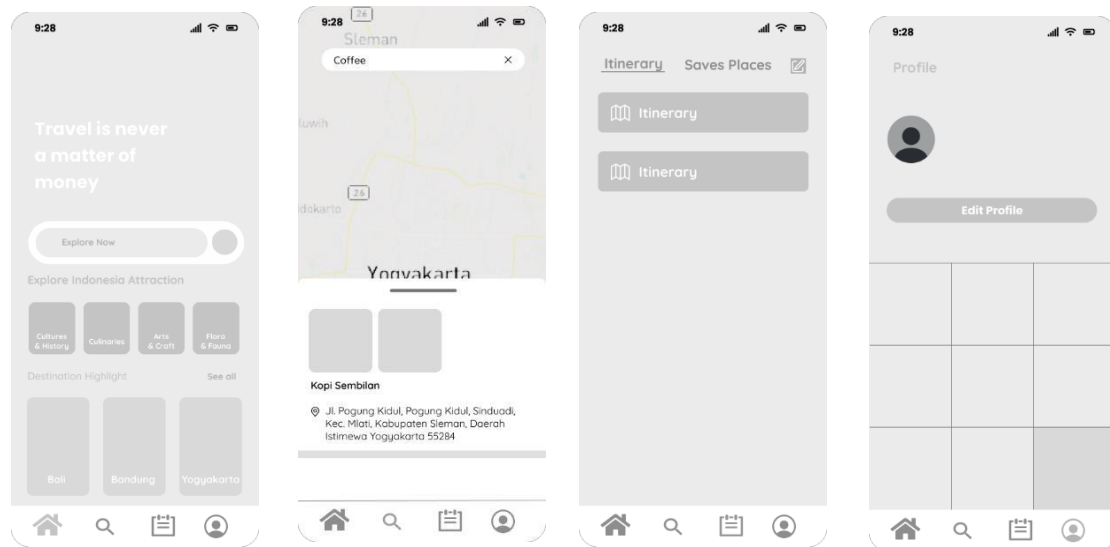 9:28
Travel is never
a matter of
money
Explore Now
Explore Indonesia Attraction
Cultures
& History
Culinaries
Arts
& Craft
Flora
& Fauna
Destination Highlight
See all
Bali
Bandung
Yogyakarta
9:28
26
Sleman
Coffee
luwih
26
idokarto
Yogyakarta
Kopi Sembilan
Jl. Pogung Kidul, Pogung Kidul, Sinduadi,
Kec. Mlati, Kabupaten Sleman, Daerah
Istimewa Yogyakarta 55284
9:28
Itinerary
Saves Places
Itinerary
Itinerary
9:28
Profile
Edit Profile